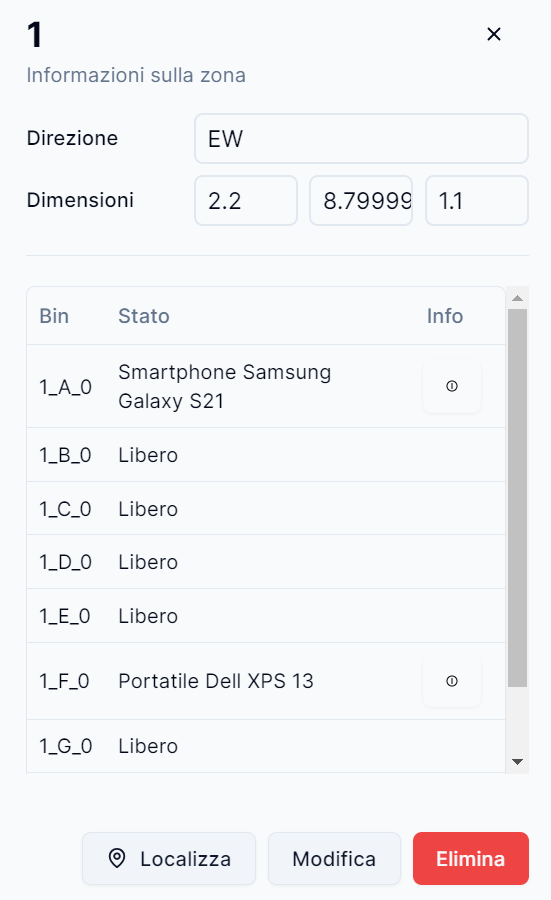 1
Informazioni sulla zona
Direzione EW
Dimensioni 2.2 8.79999 1.1
Bin Stato Info
1_A_0 Smartphone Samsung
Galaxy S21
1_B_0 Libero
1_C_0 Libero
1_D_0 Libero
1_E_0 Libero
1_F_0 Portatile Dell XPS 13
1_G_0 Libero
Localizza Modifica Elimina